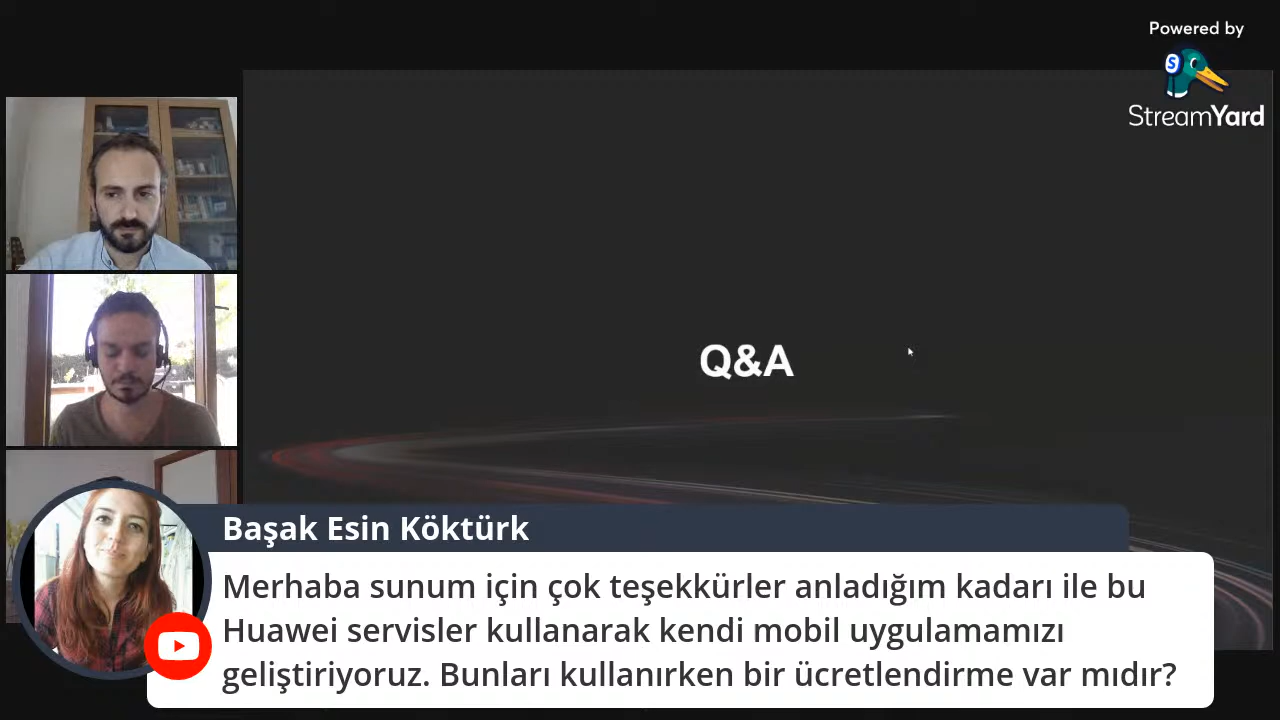 Powered by
S
StreamYard
Q&A
Başak Esin Köktürk
Merhaba sunum için çok teşekkürler anladığım kadarı ile bu
Huawei servisler kullanarak kendi mobil uygulamamızı
geliştiriyoruz. Bunları kullanırken bir ücretlendirme var mıdır?